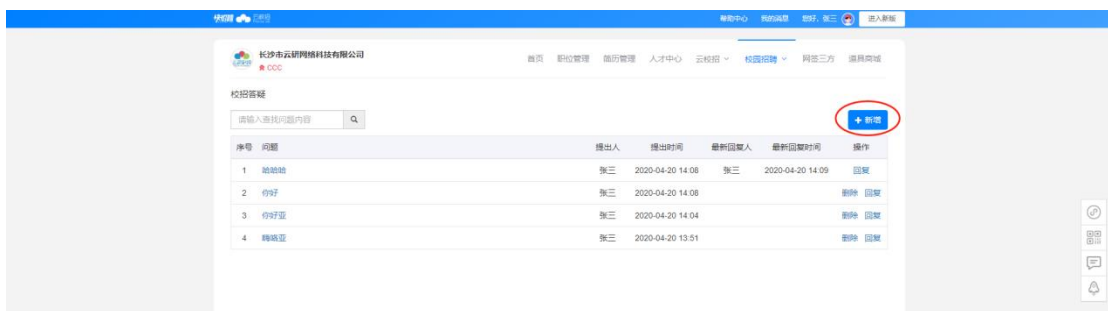 帮助中心 我的消息 您好, 张三 进入新版
长沙市云研网络科技有限公司
CCC
首页 职位管理 简历管理 人才中心 云校招 校园招聘 网签三方 道具商城
校招答疑
请输入查找问题内容
+ 新增
序号 问题 提出人 提出时间 最新回复人 最新回复时间 操作
1 哈哈哈 张三 2020-04-20 14:08 张三 2020-04-20 14:09 回复
2 你好 张三 2020-04-20 14:08 删除 回复
3 你好亚 张三 2020-04-20 14:04 删除 回复
4 嗨咯亚 张三 2020-04-20 13:51 删除 回复